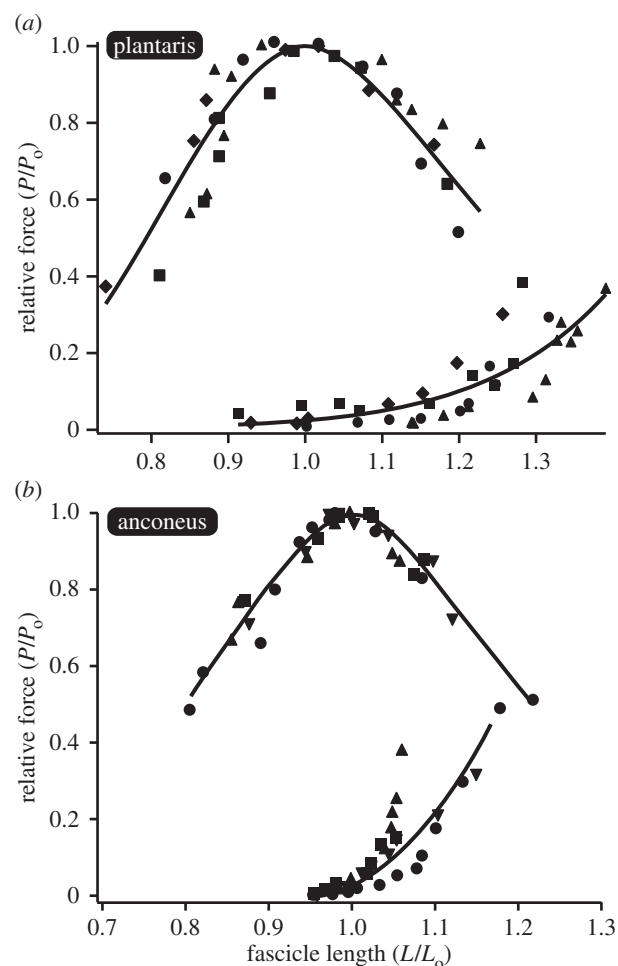 (a)
plantaris
1.0
0.8
0.6
0.4
0.2
0
relative force (P/Po)
0.8 0.9 1.0 1.1 1.2 1.3
(b)
anconeus
1.0
0.8
0.6
0.4
0.2
0
relative force (P/Po)
0.7 0.8 0.9 1.0 1.1 1.2 1.3
fascicle length (L/Lo)